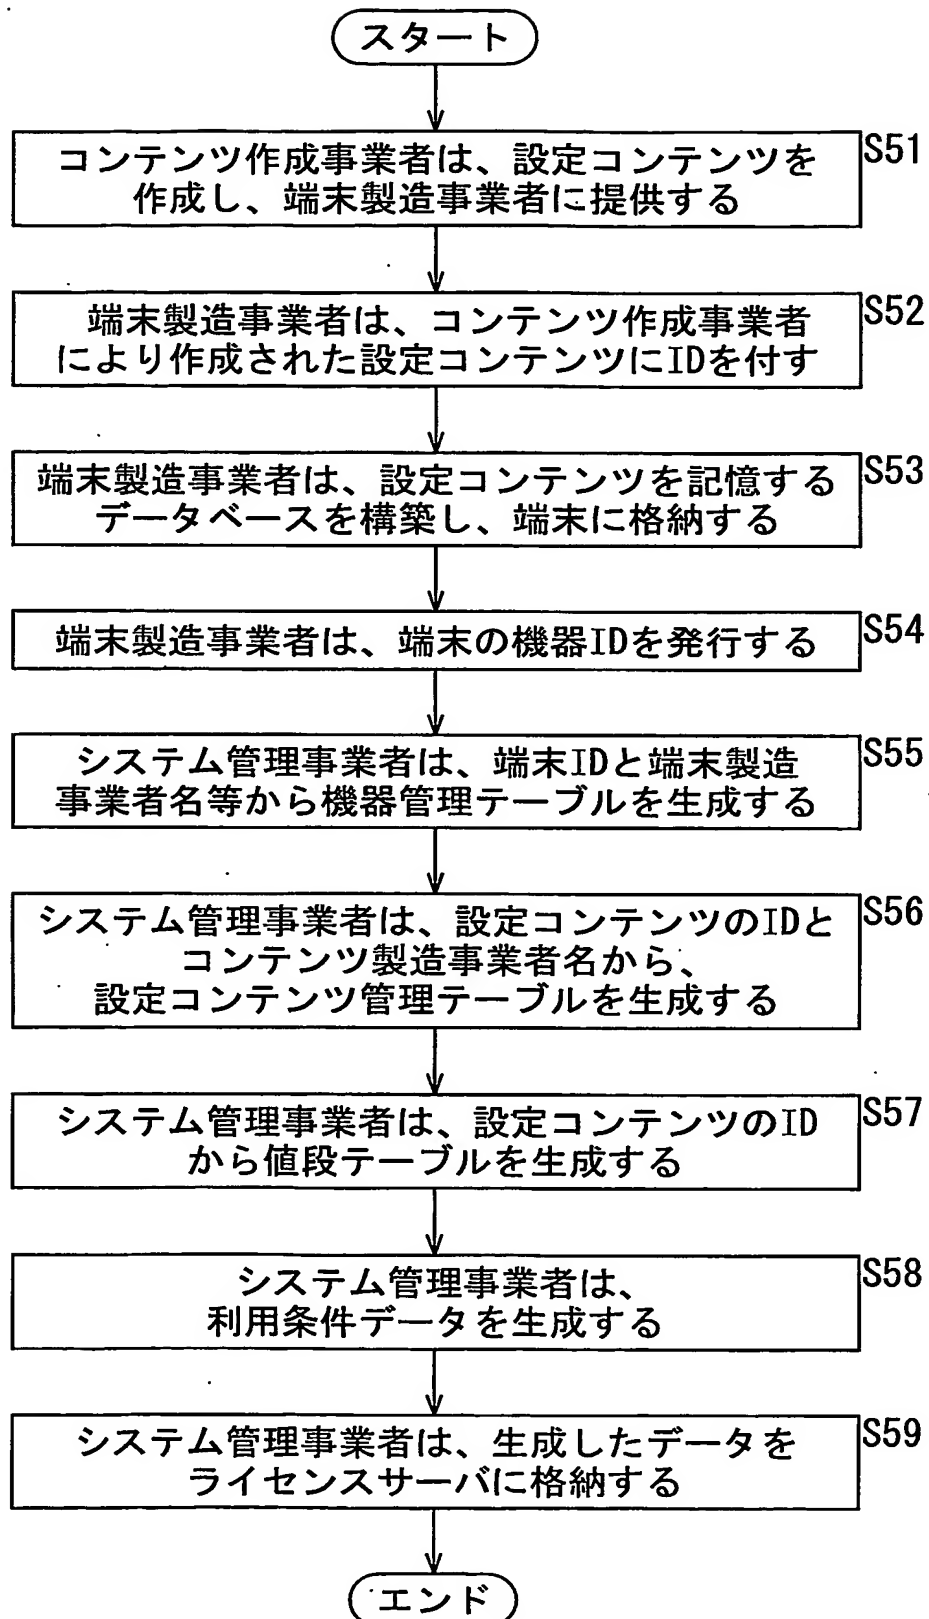 スタート
S51
コンテンツ作成事業者は、設定コンテンツを
作成し、端末製造事業者に提供する
S52
端末製造事業者は、コンテンツ作成事業者
により作成された設定コンテンツにIDを付す
S53
端末製造事業者は、設定コンテンツを記憶する
データベースを構築し、端末に格納する
S54
端末製造事業者は、端末の機器IDを発行する
S55
システム管理事業者は、端末IDと端末製造
事業者名等から機器管理テーブルを生成する
S56
システム管理事業者は、設定コンテンツのIDと
コンテンツ製造事業者名から、
設定コンテンツ管理テーブルを生成する
S57
システム管理事業者は、設定コンテンツのID
から値段テーブルを生成する
S58
システム管理事業者は、
利用条件データを生成する
S59
システム管理事業者は、生成したデータを
ライセンスサーバに格納する
エンド